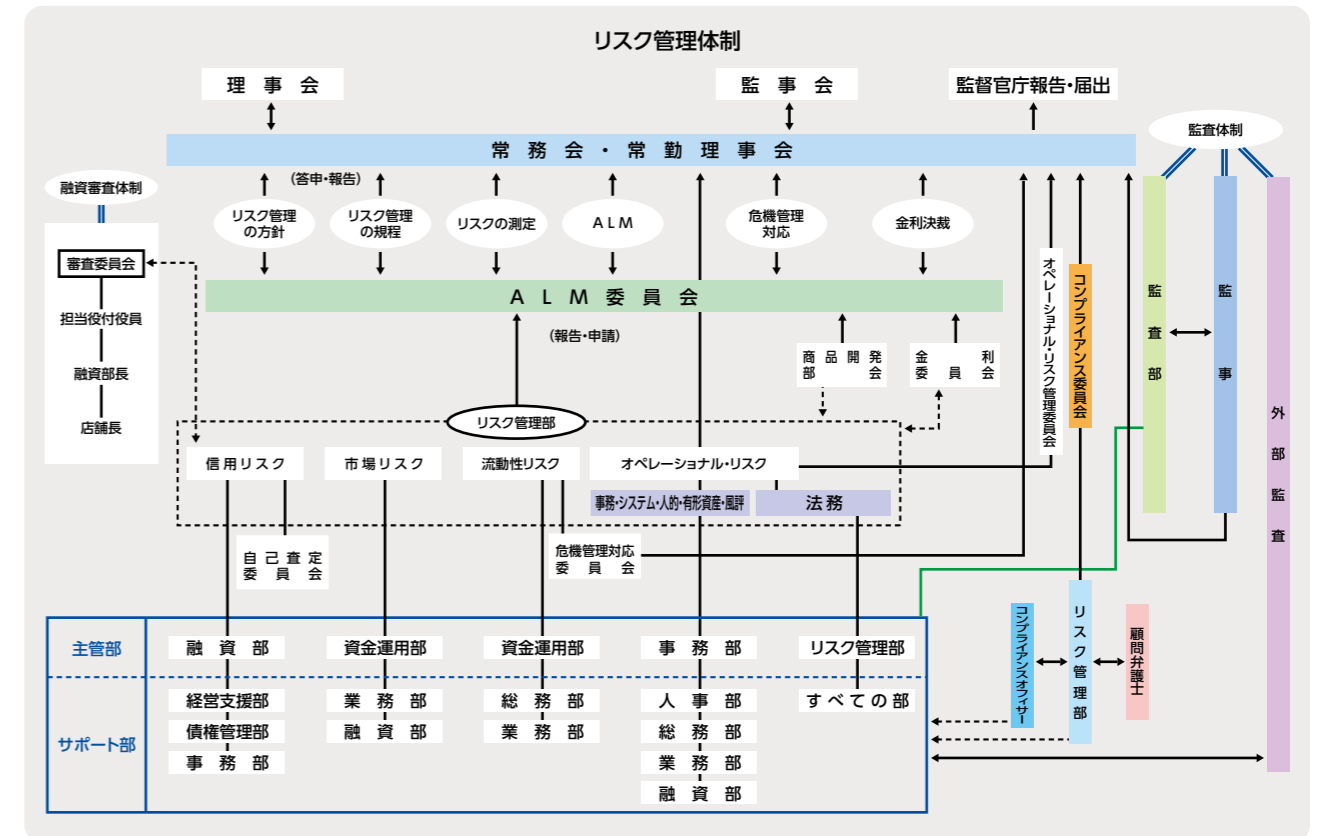 リスク管理体制
理事会
監事会
監督官庁報告・届出
監査体制
常務会・常勤理事会
融資審査体制
(答申・報告)
リスク管理
の方針
リスク管理
の規程
リスクの測定
ALM
危機管理
対応
金利決裁
審査委員会
担当役付役員
融資部長
店舗長
ALM委員会
(報告・申請)
商品開発
部会
金利
委員会
オペレーショナル・リスク管理委員会
コンプライアンス委員会
監査部
監事
外部監査
リスク管理部
信用リスク
市場リスク
流動性リスク
オペレーショナル・リスク
事務・システム・人的・有形資産・風評
法務
自己査定
委員会
危機管理対応
委員会
主管部
融資部
資金運用部
資金運用部
事務部
リスク管理部
サポート部
経営支援部
債権管理部
事務部
業務部
融資部
総務部
業務部
人事部
総務部
業務部
融資部
すべての部
コンプライアンスオフィサー
リスク管理部
顧問弁護士